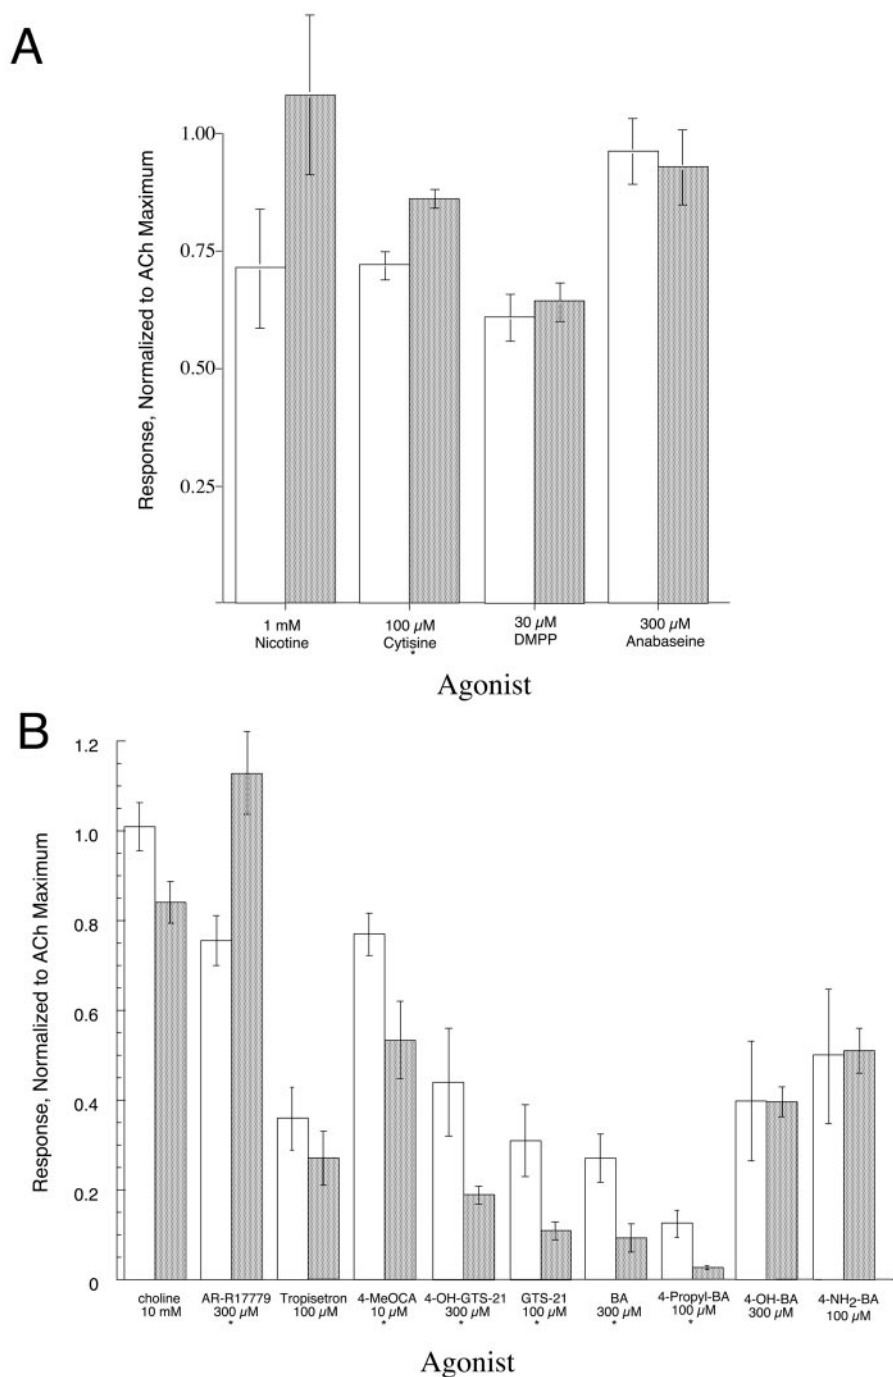 A
Response, Normalized to ACh Maximum
1.00
0.75
0.50
0.25
1 mM
Nicotine
100 µM
Cytisine
*
30 µM
DMPP
300 µM
Anabaseine
Agonist
B
Response, Normalized to ACh Maximum
1.2
1.0
0.8
0.6
0.4
0.2
0
choline
10 mM
AR-R17779
300 µM
*
Tropisetron
100 µM
4-MeOCA
10 µM
*
4-OH-GTS-21
300 µM
*
GTS-21
100 µM
*
BA
300 µM
*
4-Propyl-BA
100 µM
*
4-OH-BA
300 µM
4-NH₂-BA
100 µM
Agonist